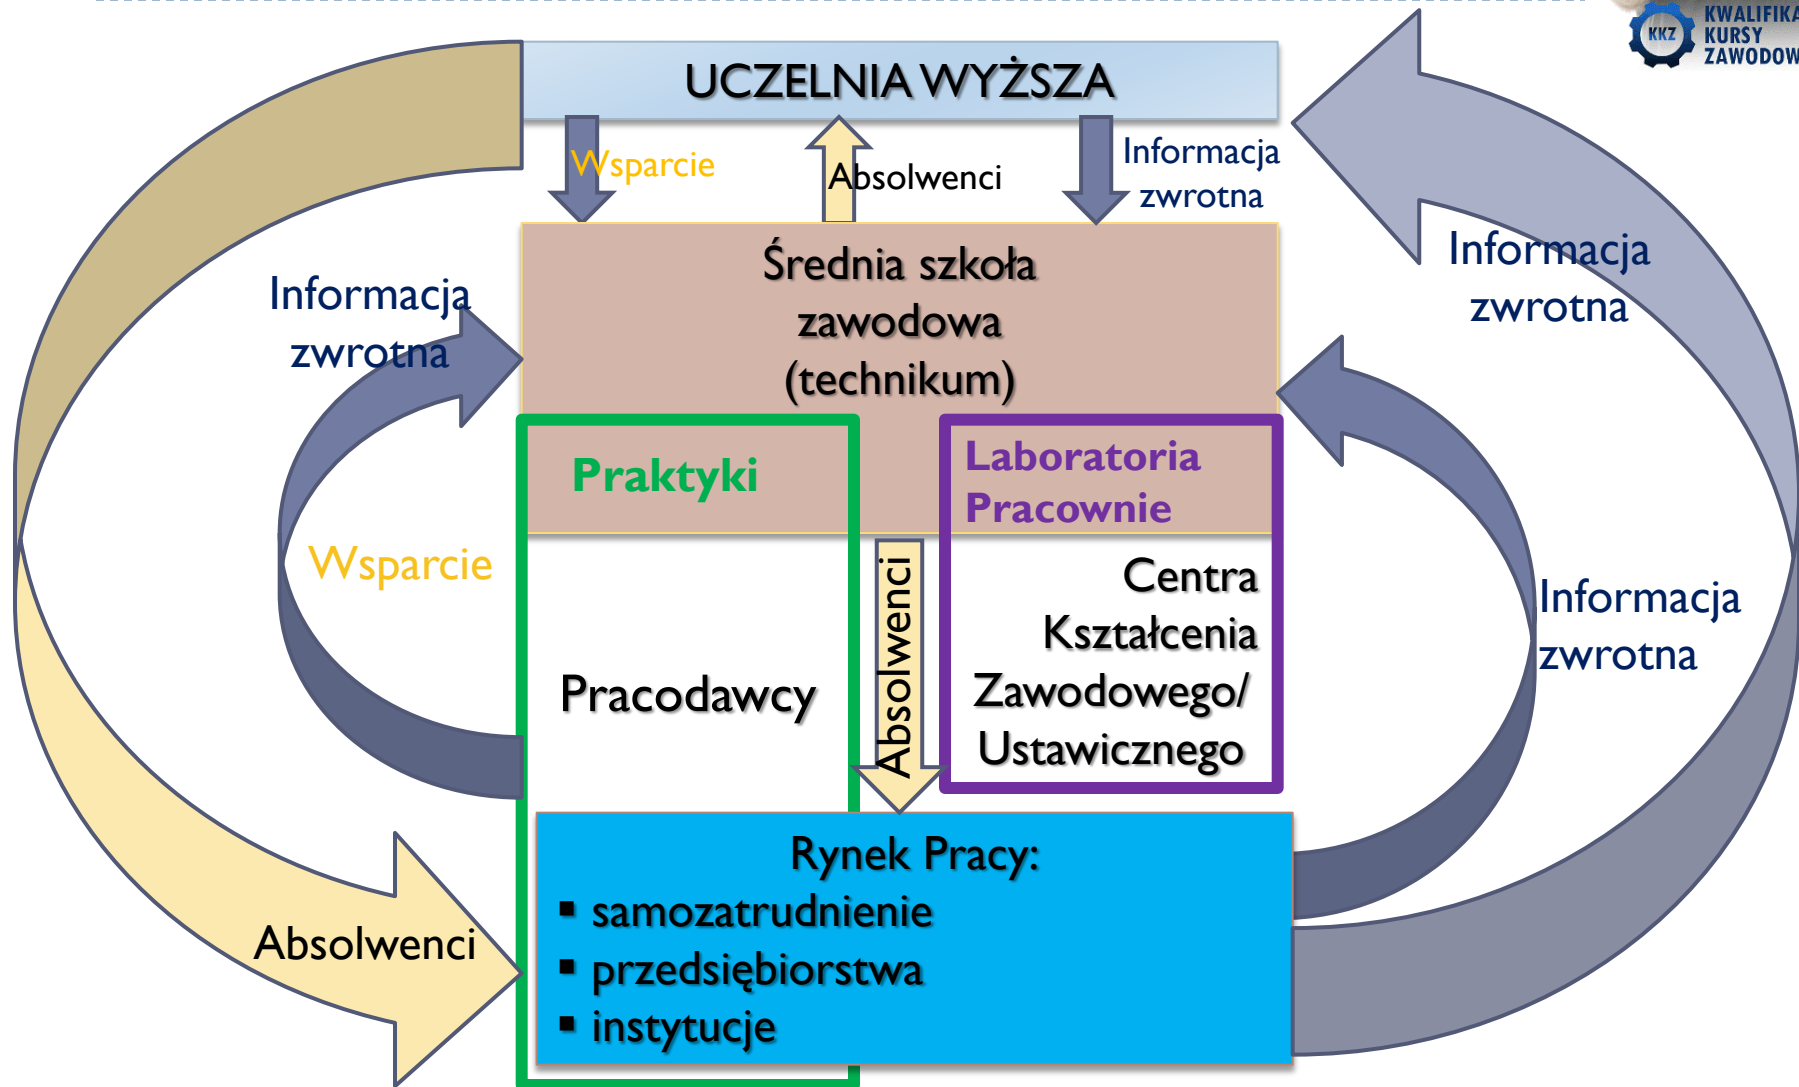 KKZ
KWALIFIKA
KURSY
ZAWODOW
UCZELNIA WYŻSZA
Wsparcie
Absolwenci
Informacja
zwrotna
Średnia szkoła
zawodowa
(technikum)
Informacja
zwrotna
Informacja
zwrotna
Praktyki
Laboratoria
Pracownie
Wsparcie
Absolwenci
Centra
Kształcenia
Zawodowego/
Ustawicznego
Informacja
zwrotna
Pracodawcy
Rynek Pracy:
▪ samozatrudnienie
▪ przedsiębiorstwa
▪ instytucje
Absolwenci